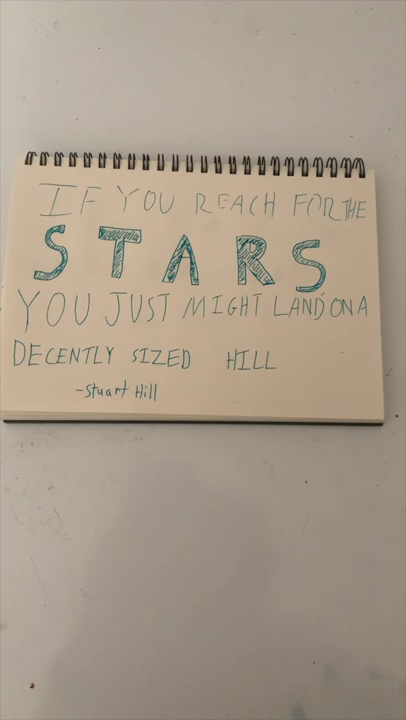 IF YOU REACH FOR THE
STARS
YOU JUST MIGHT LAND ON A
DECENTLY SIZED HILL
-Stuart Hill